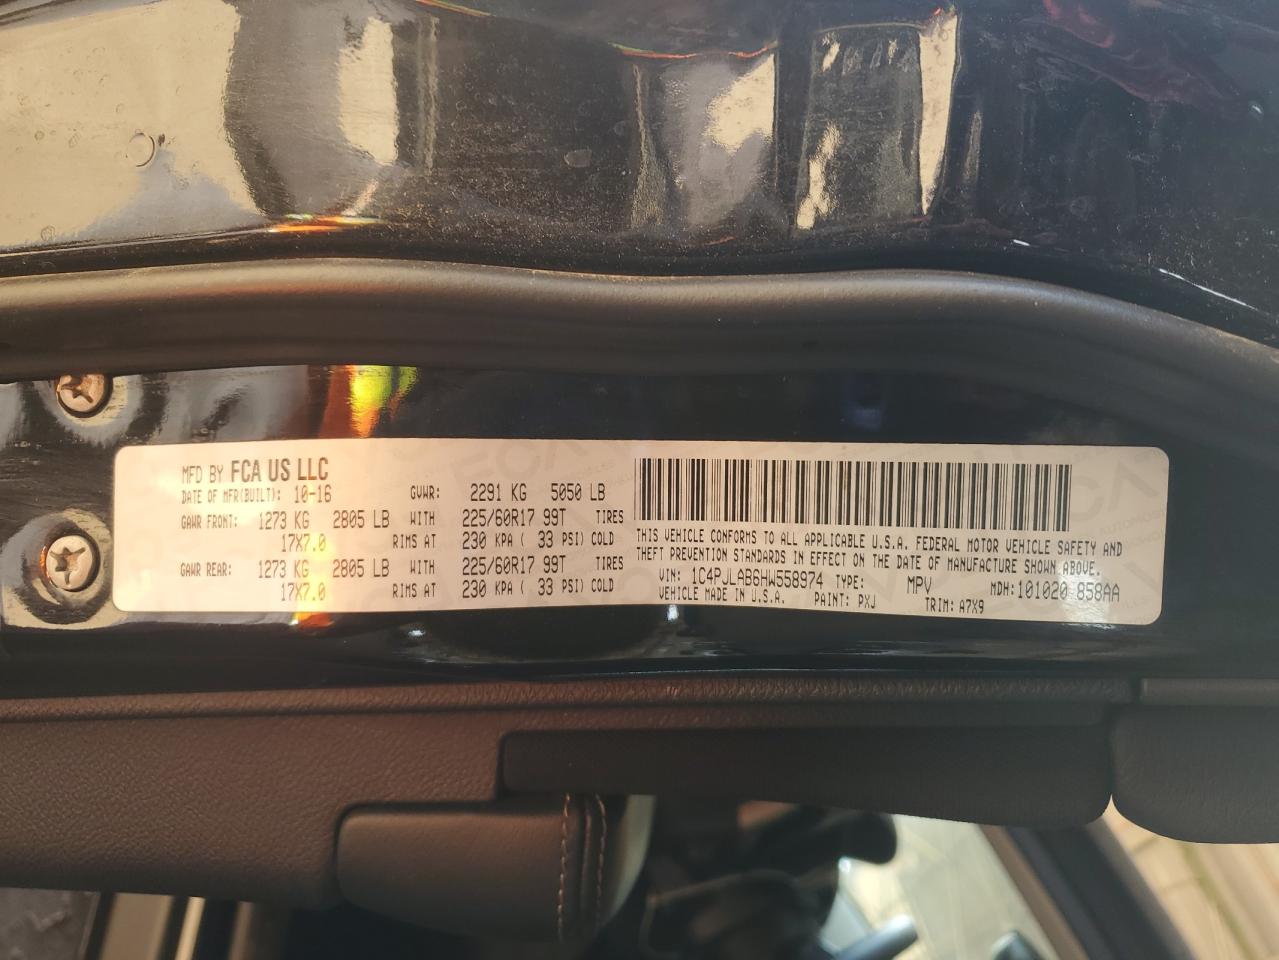 MFD BY FCA US LLC
DATE OF MFR(BUILT): 10-16 GVWR: 2291 KG 5050 LB
GAWR FRONT: 1273 KG 2805 LB WITH 225/60R17 99T TIRES
17X7.0 RIMS AT 230 KPA ( 33 PSI) COLD
GAWR REAR: 1273 KG 2805 LB WITH 225/60R17 99T TIRES
17X7.0 RIMS AT 230 KPA ( 33 PSI) COLD
THIS VEHICLE CONFORMS TO ALL APPLICABLE U.S.A. FEDERAL MOTOR VEHICLE SAFETY AND
THEFT PREVENTION STANDARDS IN EFFECT ON THE DATE OF MANUFACTURE SHOWN ABOVE.
VIN: 1C4PJLAB6HW558974 TYPE: MPV MDH:101020 858AA
VEHICLE MADE IN U.S.A. PAINT: PXJ TRIM: A7X9